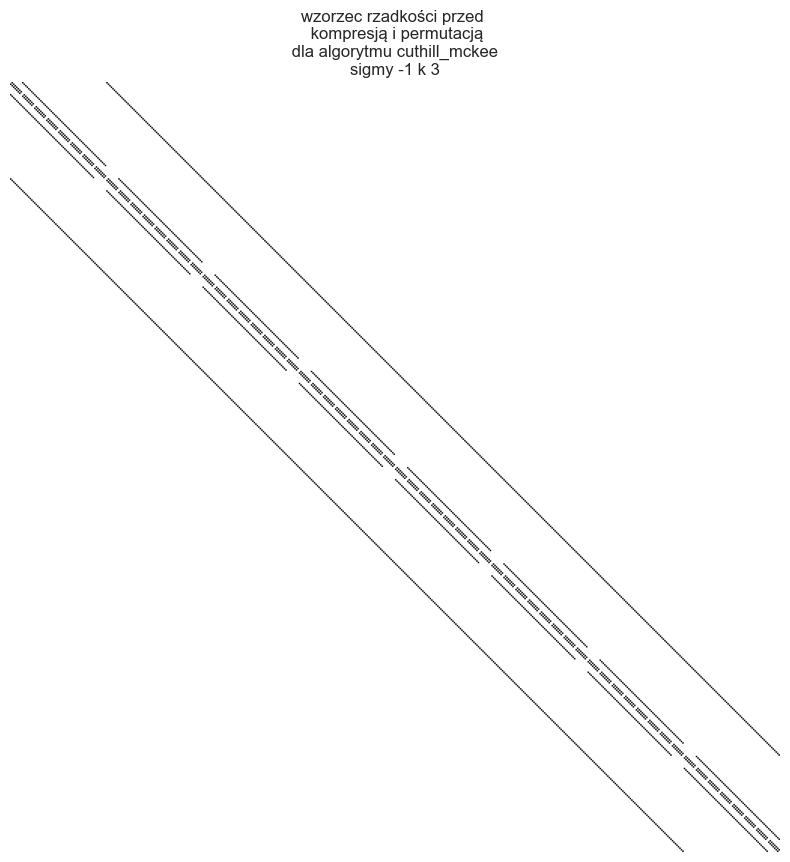 wzorzec rzadkości przed
kompresją i permutacją
dla algorytmu cuthill_mckee
sigmy -1 k 3